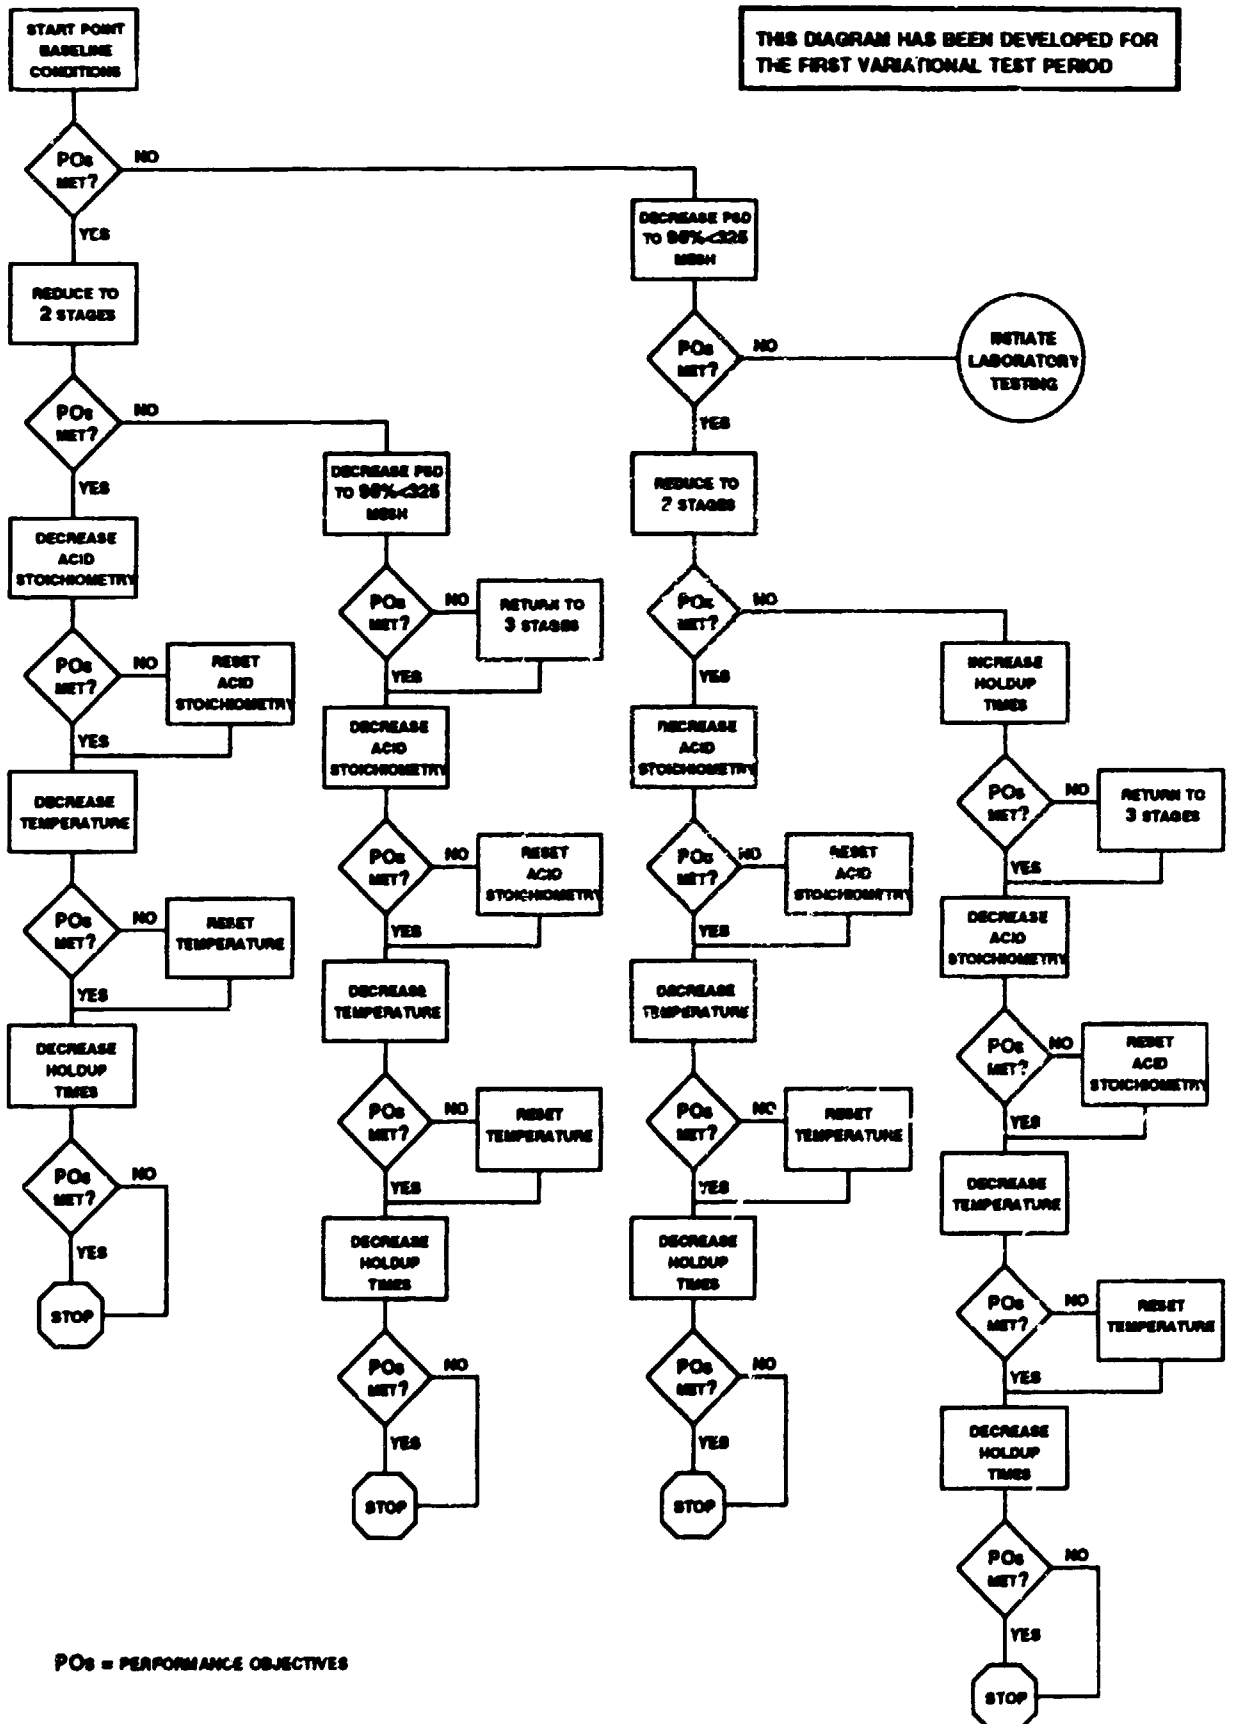 START POINT
BASELINE
CONDITIONS
THIS DIAGRAM HAS BEEN DEVELOPED FOR
THE FIRST VARIATIONAL TEST PERIOD
POs
MET?
NO
YES
DECREASE PSD
TO 95%<325
MESH
REDUCE TO
2 STAGES
POs
MET?
NO
YES
INITIATE
LABORATORY
TESTING
POs
MET?
NO
YES
DECREASE PSD
TO 95%<325
MESH
REDUCE TO
2 STAGES
DECREASE
ACID
STOICHIOMETRY
POs
MET?
NO
YES
RETURN TO
3 STAGES
POs
MET?
NO
YES
POs
MET?
NO
YES
RESET
ACID
STOICHIOMETRY
INCREASE
HOLDUP
TIMES
DECREASE
ACID
STOICHIOMETRY
DECREASE
ACID
STOICHIOMETRY
DECREASE
TEMPERATURE
POs
MET?
NO
YES
RETURN TO
3 STAGES
POs
MET?
NO
YES
RESET
ACID
STOICHIOMETRY
POs
MET?
NO
YES
RESET
ACID
STOICHIOMETRY
POs
MET?
NO
YES
RESET
TEMPERATURE
DECREASE
ACID
STOICHIOMETRY
DECREASE
TEMPERATURE
DECREASE
TEMPERATURE
DECREASE
HOLDUP
TIMES
POs
MET?
NO
YES
RESET
ACID
STOICHIOMETRY
POs
MET?
NO
YES
RESET
TEMPERATURE
POs
MET?
NO
YES
RESET
TEMPERATURE
POs
MET?
NO
YES
STOP
DECREASE
TEMPERATURE
DECREASE
HOLDUP
TIMES
DECREASE
HOLDUP
TIMES
POs
MET?
NO
YES
RESET
TEMPERATURE
POs
MET?
NO
YES
STOP
POs
MET?
NO
YES
STOP
DECREASE
HOLDUP
TIMES
POs
MET?
NO
YES
STOP
POs = PERFORMANCE OBJECTIVES